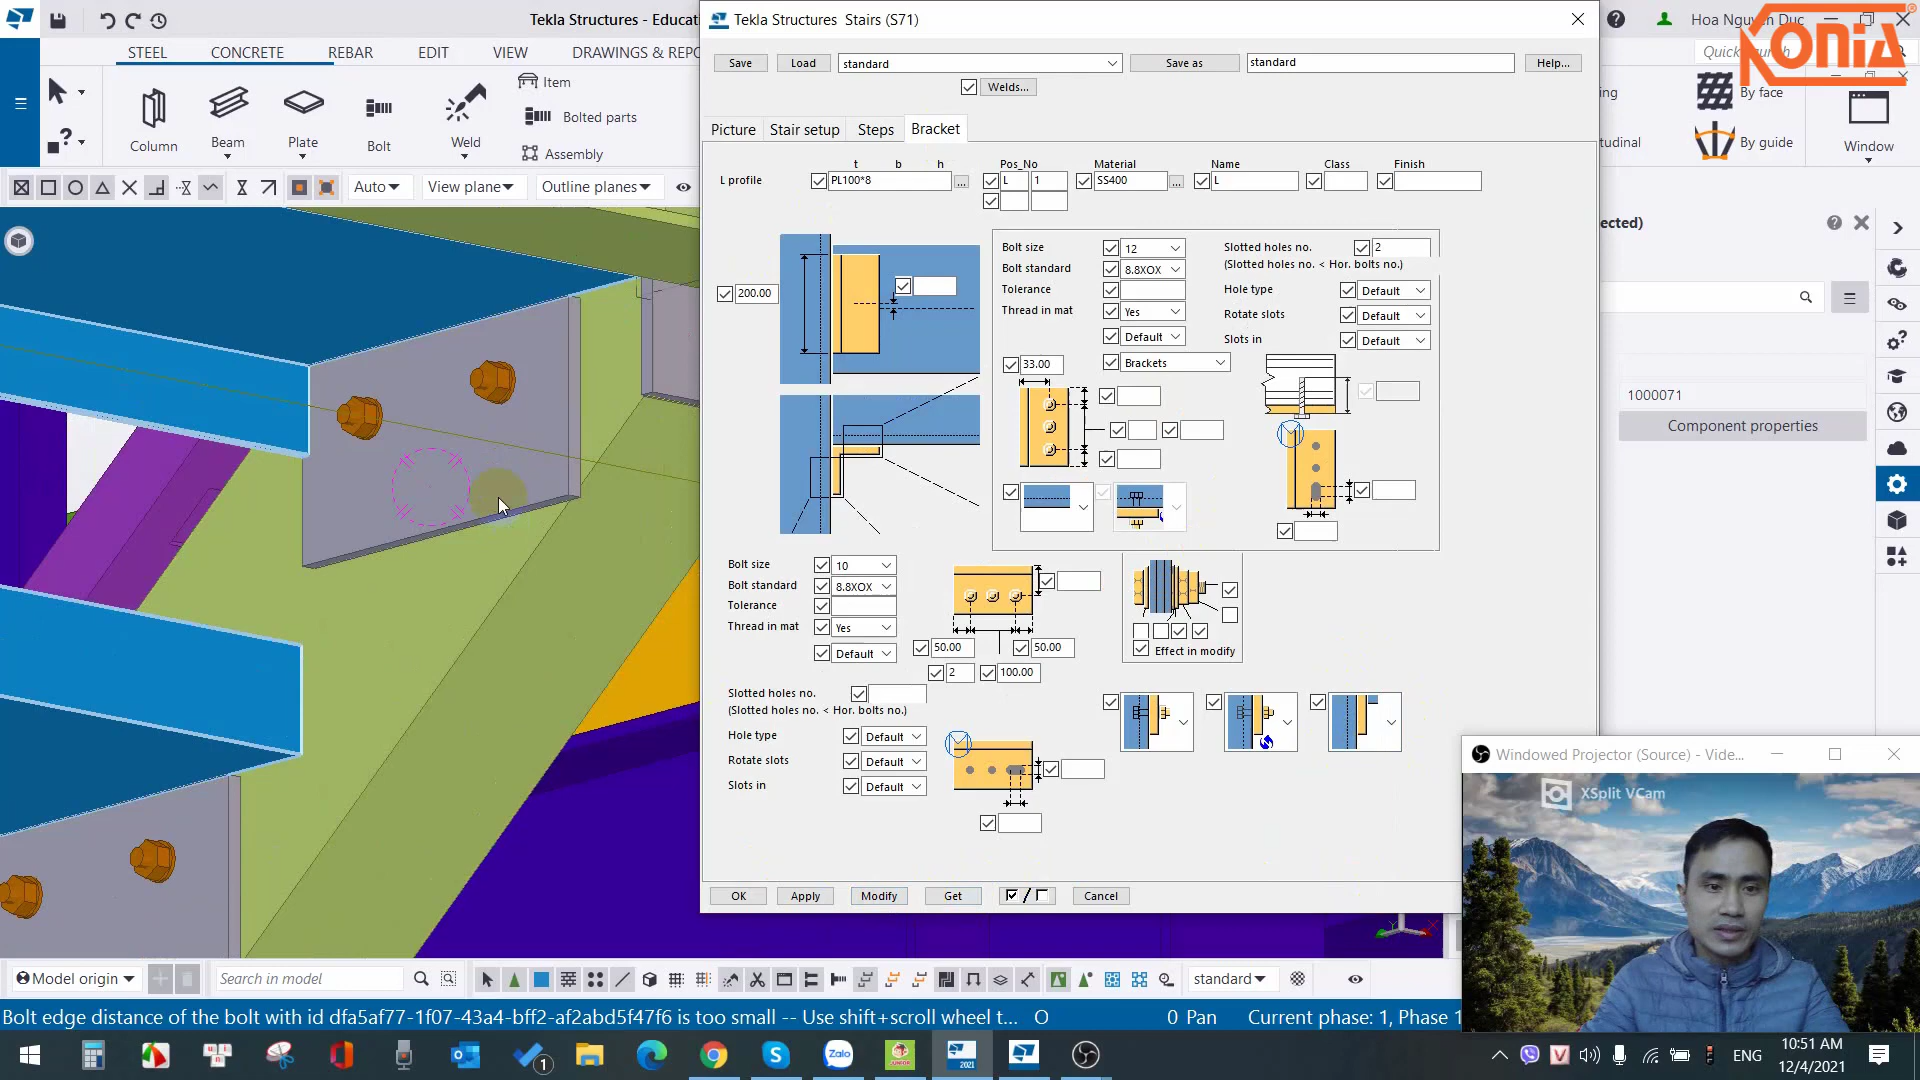 Tekla Structures - Educat
Tekla Structures Stairs (S71)
Hoa Nguyen Duc
KONIA
STEEL CONCRETE REBAR EDIT VIEW DRAWINGS & REPO
Save Load standard Save as standard Help...
Welds...
Column Beam Plate Bolt Weld
Item
Bolted parts
Assembly
By face
By guide
Window
Picture Stair setup Steps Bracket
t b h Pos_No Material Name Class Finish
L profile PL100*8 ... L 1 SS400 ... L
Auto View plane Outline planes
200.00
Bolt size 12
Bolt standard 8.8XOX
Tolerance
Thread in mat Yes
Default
Brackets
Slotted holes no. 2
(Slotted holes no. < Hor. bolts no.)
Hole type Default
Rotate slots Default
Slots in Default
33.00
Bolt size 10
Bolt standard 8.8XOX
Tolerance
Thread in mat Yes
Default
50.00 50.00
2 100.00
Effect in modify
Slotted holes no.
(Slotted holes no. < Hor. bolts no.)
Hole type Default
Rotate slots Default
Slots in Default
OK Apply Modify Get / Cancel
ected)
1000071
Component properties
Windowed Projector (Source) - Vide...
XSplit VCam
Model origin Search in model standard
Bolt edge distance of the bolt with id dfa5af77-1f07-43a4-bff2-af2abd5f47f6 is too small -- Use shift+scroll wheel t... O 0 Pan Current phase: 1, Phase 1
Zalo
2021
ENG
10:51 AM
12/4/2021